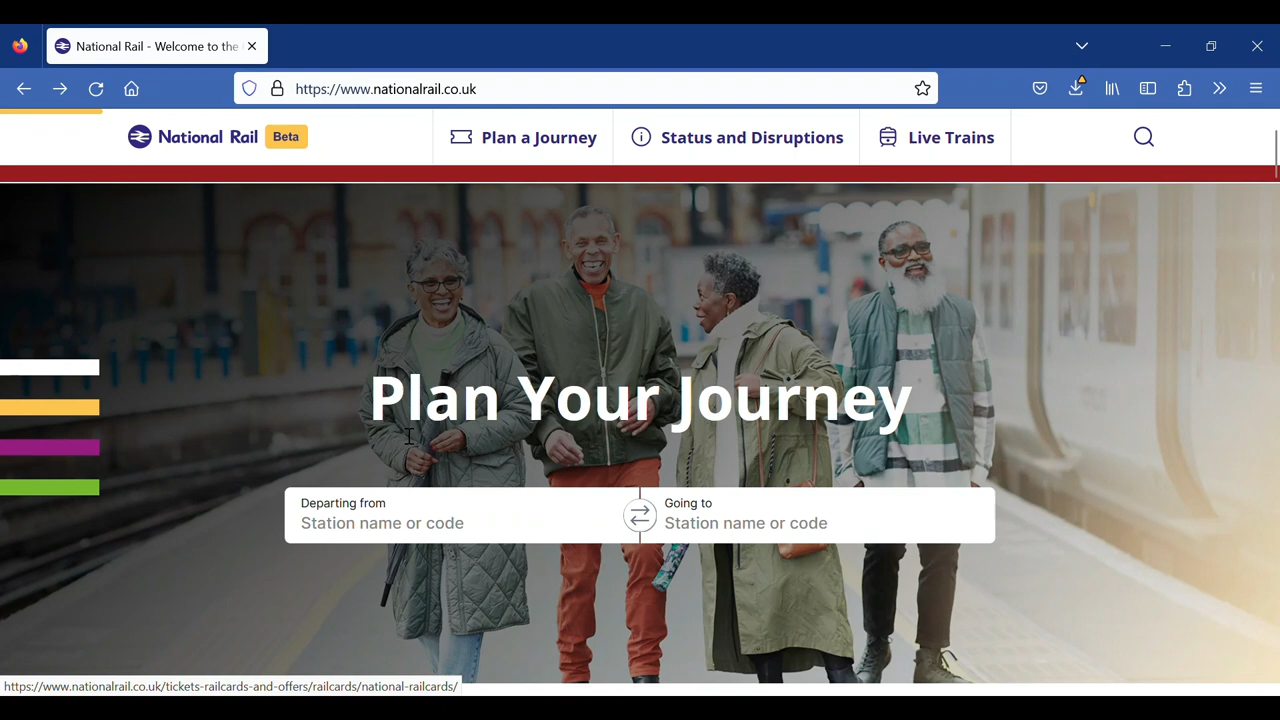 National Rail - Welcome to the
https://www.nationalrail.co.uk
National Rail Beta
Plan a Journey
Status and Disruptions
Live Trains
Plan Your Journey
Departing from
Station name or code
Going to
Station name or code
https://www.nationalrail.co.uk/tickets-railcards-and-offers/railcards/national-railcards/